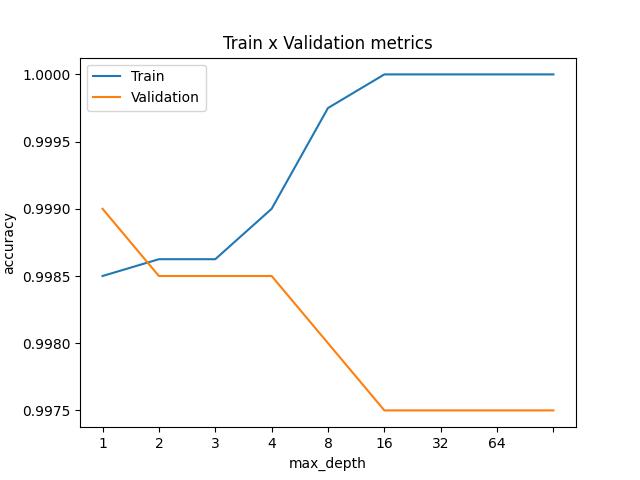 Train x Validation metrics
Train
Validation
1.0000
0.9995
0.9990
0.9985
0.9980
0.9975
accuracy
1 2 3 4 8 16 32 64
max_depth